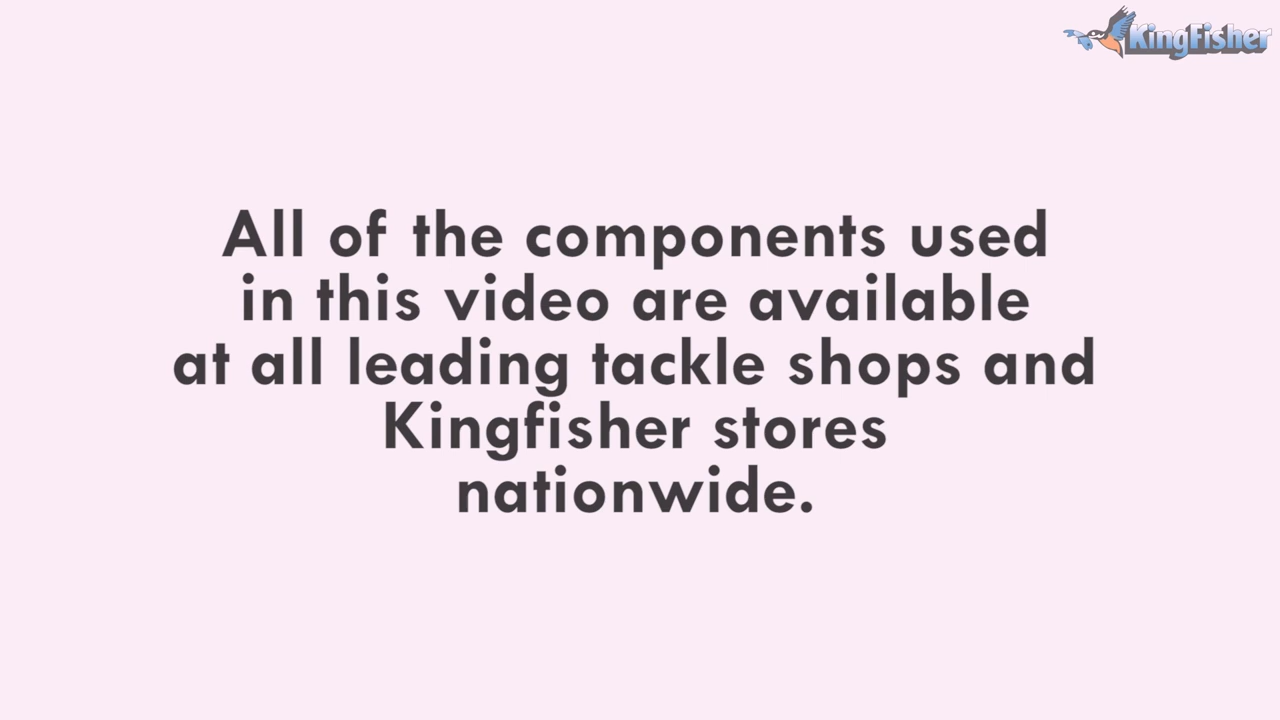 KingFisher
All of the components used
in this video are available
at all leading tackle shops and
Kingfisher stores
nationwide.